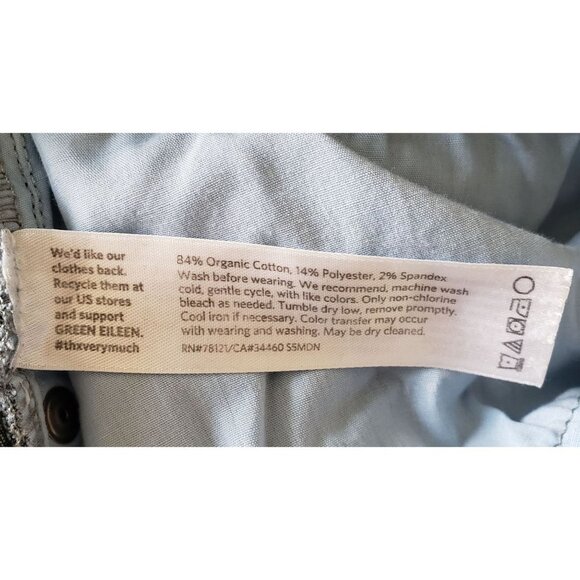 We'd like our
clothes back.
Recycle them at
our US stores
and support
GREEN EILEEN.
#thxverymuch
84% Organic Cotton, 14% Polyester, 2% Spandex
Wash before wearing. We recommend, machine wash
cold, gentle cycle, with like colors. Only non-chlorine
bleach as needed. Tumble dry low, remove promptly.
Cool iron if necessary. Color transfer may occur
with wearing and washing. May be dry cleaned.
RN#78121/CA#34460 S5MDN